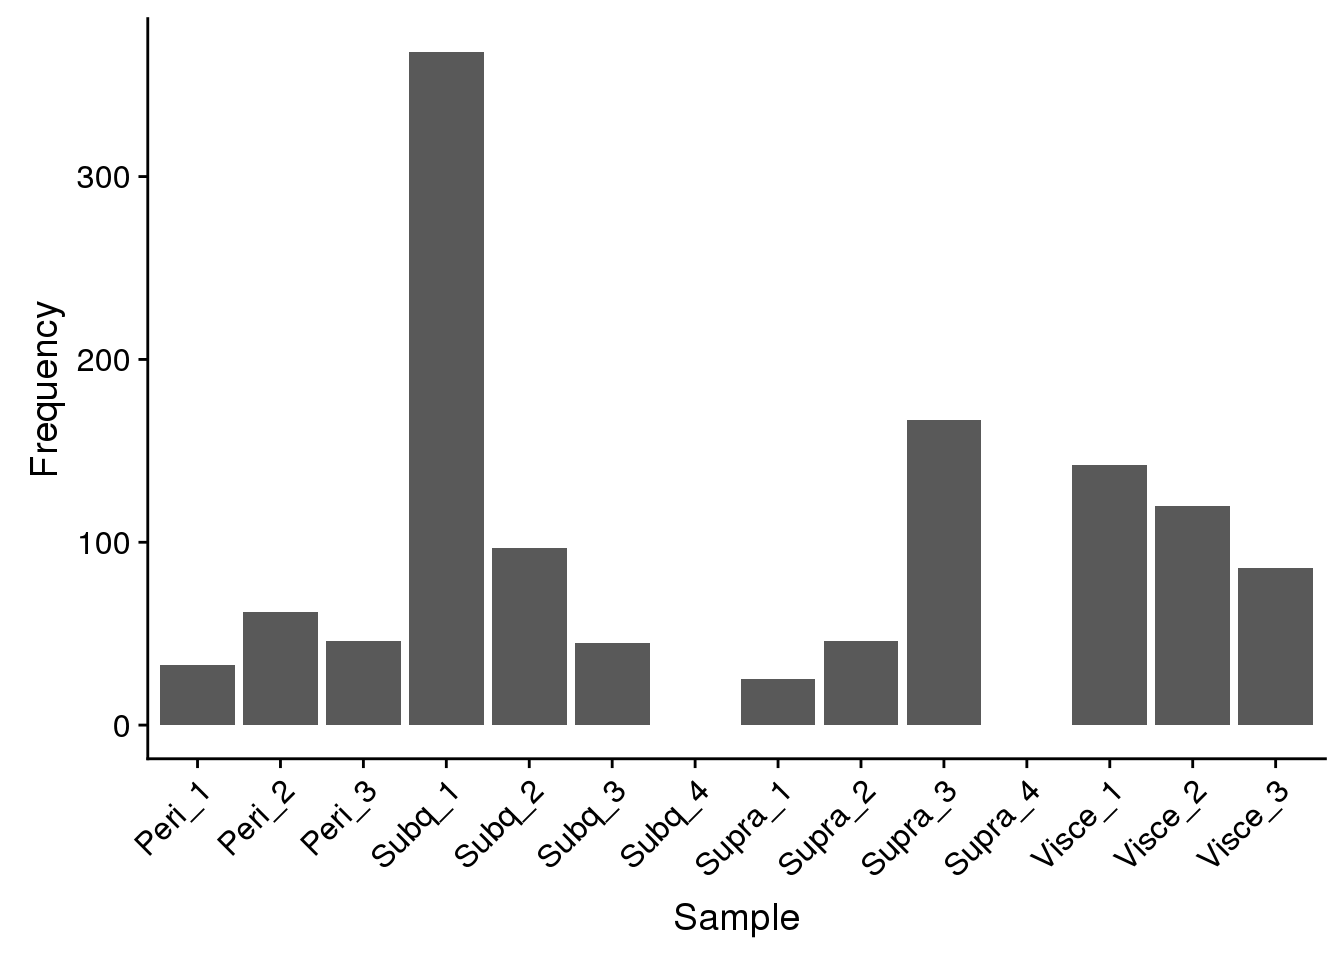 Frequency
300
200
100
0
Peri_1
Peri_2
Peri_3
Subq_1
Subq_2
Subq_3
Subq_4
Supra_1
Supra_2
Supra_3
Supra_4
Visce_1
Visce_2
Visce_3
Sample